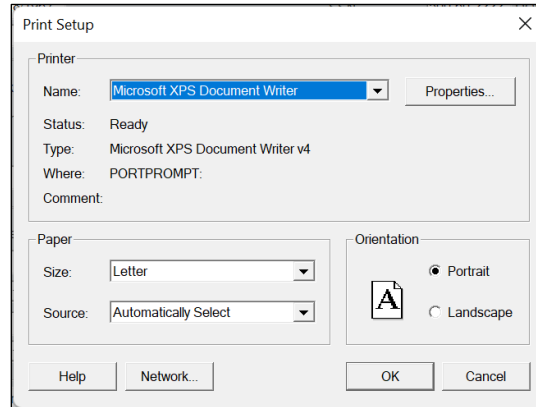 Print Setup
Printer
Name: Microsoft XPS Document Writer Properties...
Status: Ready
Type: Microsoft XPS Document Writer v4
Where: PORTPROMPT:
Comment:
Paper
Size: Letter
Source: Automatically Select
Orientation
A
Portrait
Landscape
Help Network... OK Cancel